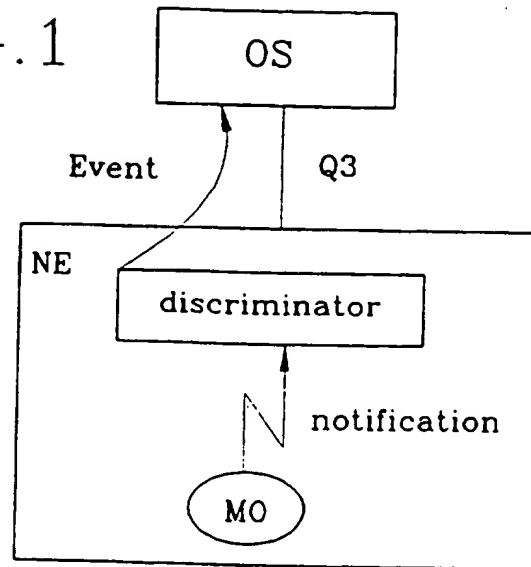 .1
OS
Event
Q3
NE
discriminator
notification
MO